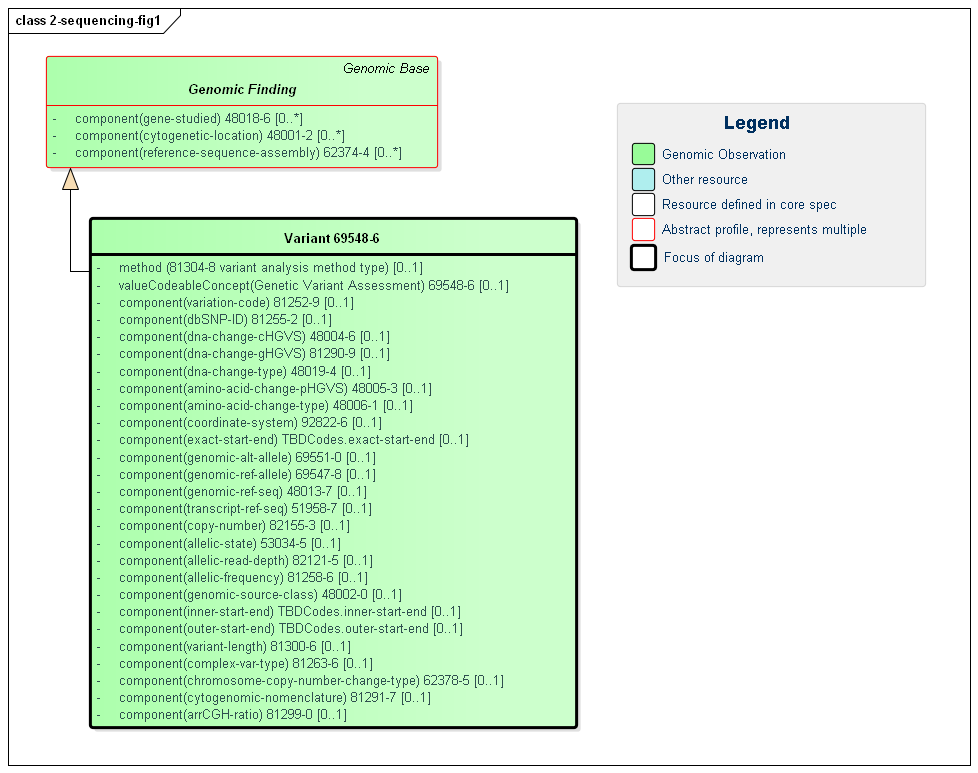 class 2-sequencing-fig1
Genomic Base
Genomic Finding
- component(gene-studied) 48018-6 [0..*]
- component(cytogenetic-location) 48001-2 [0..*]
- component(reference-sequence-assembly) 62374-4 [0..*]
Legend
Genomic Observation
Other resource
Resource defined in core spec
Abstract profile, represents multiple
Focus of diagram
Variant 69548-6
- method (81304-8 variant analysis method type) [0..1]
- valueCodeableConcept(Genetic Variant Assessment) 69548-6 [0..1]
- component(variation-code) 81252-9 [0..1]
- component(dbSNP-ID) 81255-2 [0..1]
- component(dna-change-cHGVS) 48004-6 [0..1]
- component(dna-change-gHGVS) 81290-9 [0..1]
- component(dna-change-type) 48019-4 [0..1]
- component(amino-acid-change-pHGVS) 48005-3 [0..1]
- component(amino-acid-change-type) 48006-1 [0..1]
- component(coordinate-system) 92822-6 [0..1]
- component(exact-start-end) TBDCodes.exact-start-end [0..1]
- component(genomic-alt-allele) 69551-0 [0..1]
- component(genomic-ref-allele) 69547-8 [0..1]
- component(genomic-ref-seq) 48013-7 [0..1]
- component(transcript-ref-seq) 51958-7 [0..1]
- component(copy-number) 82155-3 [0..1]
- component(allelic-state) 53034-5 [0..1]
- component(allelic-read-depth) 82121-5 [0..1]
- component(allelic-frequency) 81258-6 [0..1]
- component(genomic-source-class) 48002-0 [0..1]
- component(inner-start-end) TBDCodes.inner-start-end [0..1]
- component(outer-start-end) TBDCodes.outer-start-end [0..1]
- component(variant-length) 81300-6 [0..1]
- component(complex-var-type) 81263-6 [0..1]
- component(chromosome-copy-number-change-type) 62378-5 [0..1]
- component(cytogenomic-nomenclature) 81291-7 [0..1]
- component(arrCGH-ratio) 81299-0 [0..1]